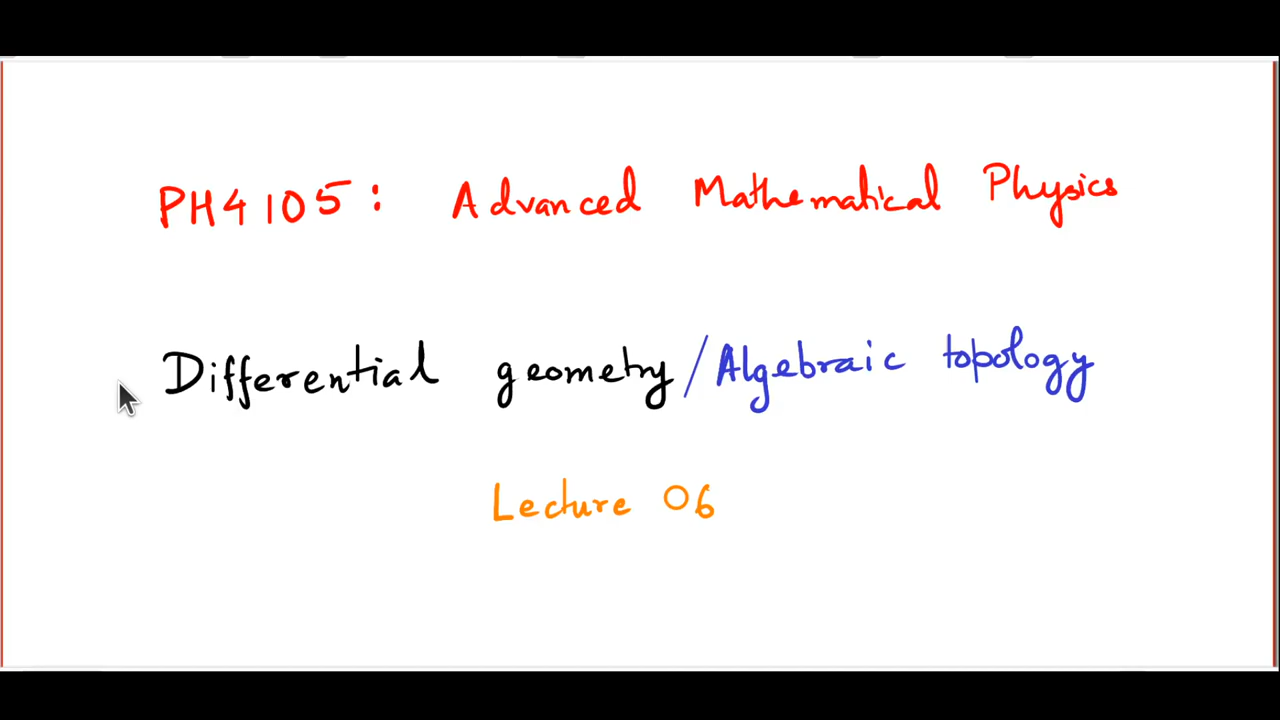 PH4105: Advanced Mathematical Physics
Differential geometry/Algebraic topology
Lecture 06